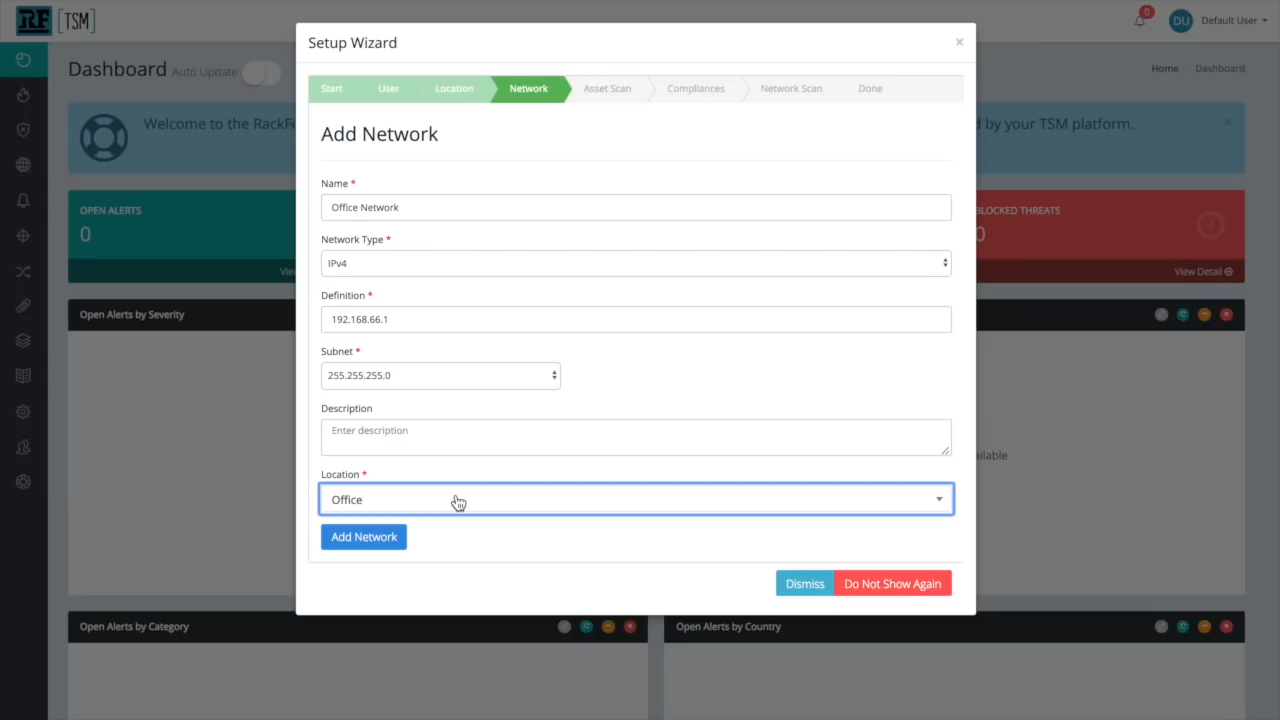 RF [TSM]
0
DU
Default User
Setup Wizard
×
Dashboard
Auto Update
Home
Dashboard
Start
User
Location
Network
Asset Scan
Compliances
Network Scan
Done
Welcome to the RackF
d by your TSM platform.
×
Add Network
Name *
Office Network
OPEN ALERTS
0
BLOCKED THREATS
0
View Detail
Network Type *
IPv4
Definition *
192.168.66.1
Open Alerts by Severity
Subnet *
255.255.255.0
Description
Enter description
ailable
Location *
Office
Add Network
Dismiss
Do Not Show Again
Open Alerts by Category
Open Alerts by Country